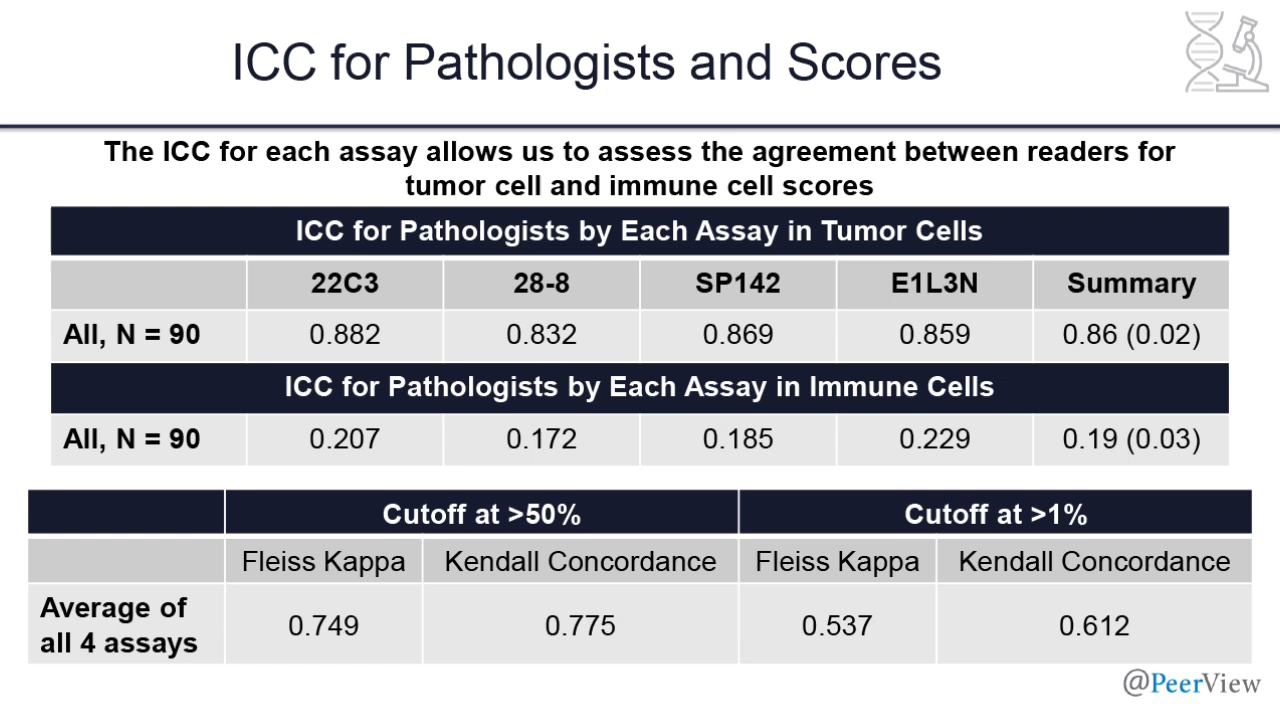 ICC for Pathologists and Scores
The ICC for each assay allows us to assess the agreement between readers for
tumor cell and immune cell scores
ICC for Pathologists by Each Assay in Tumor Cells
22C3 28-8 SP142 E1L3N Summary
All, N = 90 0.882 0.832 0.869 0.859 0.86 (0.02)
ICC for Pathologists by Each Assay in Immune Cells
All, N = 90 0.207 0.172 0.185 0.229 0.19 (0.03)
Cutoff at >50% Cutoff at >1%
Fleiss Kappa Kendall Concordance Fleiss Kappa Kendall Concordance
Average of
all 4 assays 0.749 0.775 0.537 0.612
@PeerView